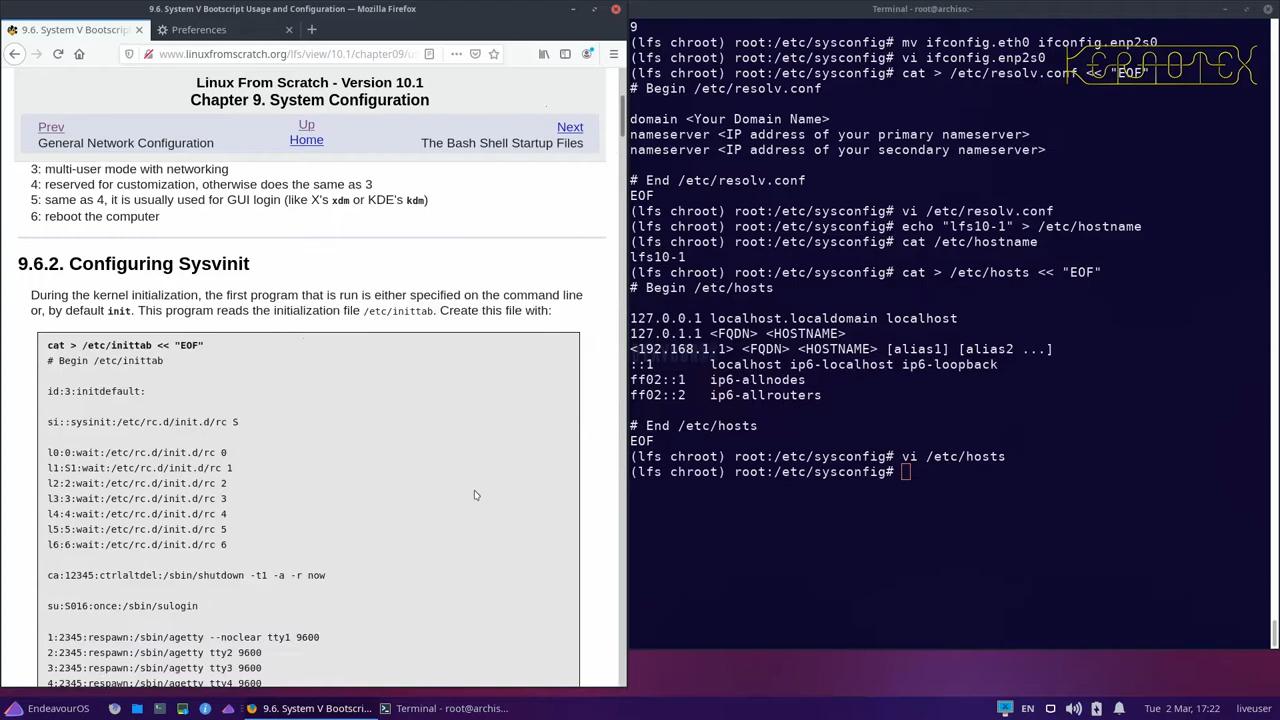 9.6. System V Bootscript Usage and Configuration — Mozilla Firefox
9.6. System V Bootscript
Preferences
www.linuxfromscratch.org/lfs/view/10.1/chapter09/us
Linux From Scratch - Version 10.1
Chapter 9. System Configuration
Prev
Up
Next
General Network Configuration
Home
The Bash Shell Startup Files
3: multi-user mode with networking
4: reserved for customization, otherwise does the same as 3
5: same as 4, it is usually used for GUI login (like X's xdm or KDE's kdm)
6: reboot the computer
9.6.2. Configuring Sysvinit
During the kernel initialization, the first program that is run is either specified on the command line
or, by default init. This program reads the initialization file /etc/inittab. Create this file with:
cat > /etc/inittab << "EOF"
# Begin /etc/inittab
id:3:initdefault:
si::sysinit:/etc/rc.d/init.d/rc S
l0:0:wait:/etc/rc.d/init.d/rc 0
l1:S1:wait:/etc/rc.d/init.d/rc 1
l2:2:wait:/etc/rc.d/init.d/rc 2
l3:3:wait:/etc/rc.d/init.d/rc 3
l4:4:wait:/etc/rc.d/init.d/rc 4
l5:5:wait:/etc/rc.d/init.d/rc 5
l6:6:wait:/etc/rc.d/init.d/rc 6
ca:12345:ctrlaltdel:/sbin/shutdown -t1 -a -r now
su:S016:once:/sbin/sulogin
1:2345:respawn:/sbin/agetty --noclear tty1 9600
2:2345:respawn:/sbin/agetty tty2 9600
3:2345:respawn:/sbin/agetty tty3 9600
4:2345:respawn:/sbin/agetty tty4 9600
Terminal - root@archiso:~
9
(lfs chroot) root:/etc/sysconfig# mv ifconfig.eth0 ifconfig.enp2s0
(lfs chroot) root:/etc/sysconfig# vi ifconfig.enp2s0
(lfs chroot) root:/etc/sysconfig# cat > /etc/resolv.conf << "EOF"
# Begin /etc/resolv.conf
domain <Your Domain Name>
nameserver <IP address of your primary nameserver>
nameserver <IP address of your secondary nameserver>
# End /etc/resolv.conf
EOF
(lfs chroot) root:/etc/sysconfig# vi /etc/resolv.conf
(lfs chroot) root:/etc/sysconfig# echo "lfs10-1" > /etc/hostname
(lfs chroot) root:/etc/sysconfig# cat /etc/hostname
lfs10-1
(lfs chroot) root:/etc/sysconfig# cat > /etc/hosts << "EOF"
# Begin /etc/hosts
127.0.0.1 localhost.localdomain localhost
127.0.1.1 <FQDN> <HOSTNAME>
<192.168.1.1> <FQDN> <HOSTNAME> [alias1] [alias2 ...]
::1       localhost ip6-localhost ip6-loopback
ff02::1   ip6-allnodes
ff02::2   ip6-allrouters
# End /etc/hosts
EOF
(lfs chroot) root:/etc/sysconfig# vi /etc/hosts
(lfs chroot) root:/etc/sysconfig#
KERNOTEX
EndeavourOS
9.6. System V Bootscri...
Terminal - root@archis...
EN
Tue 2 Mar, 17:22
liveuser